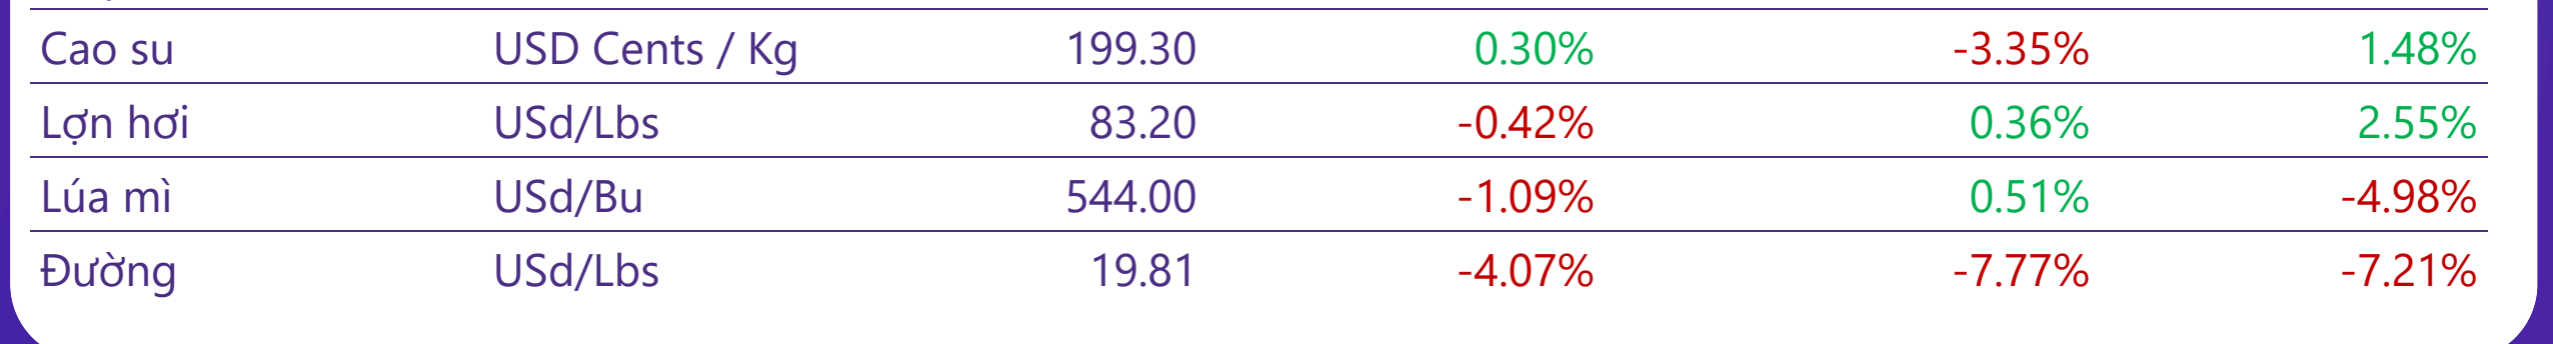 Cao su USD Cents / Kg 199.30 0.30% -3.35% 1.48%
Lợn hơi USd/Lbs 83.20 -0.42% 0.36% 2.55%
Lúa mì USd/Bu 544.00 -1.09% 0.51% -4.98%
Đường USd/Lbs 19.81 -4.07% -7.77% -7.21%